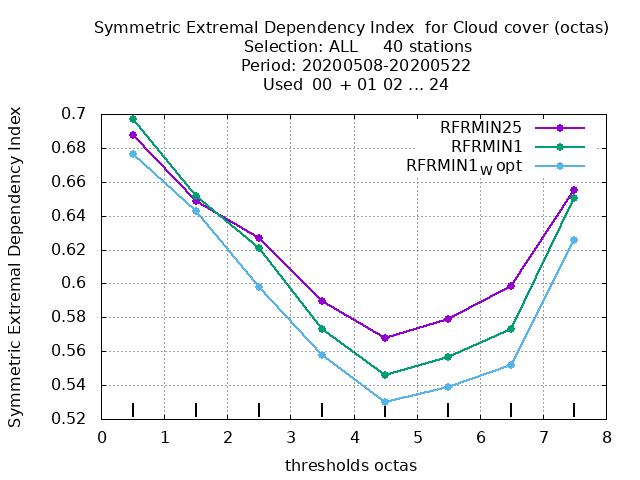 Symmetric Extremal Dependency Index  for Cloud cover (octas)
Selection: ALL     40 stations
Period: 20200508-20200522
Used  00 + 01 02 ... 24
Symmetric Extremal Dependency Index
0.7
0.68
0.66
0.64
0.62
0.6
0.58
0.56
0.54
0.52
RFRMIN25
RFRMIN1
RFRMIN1W opt
0 1 2 3 4 5 6 7 8
thresholds octas